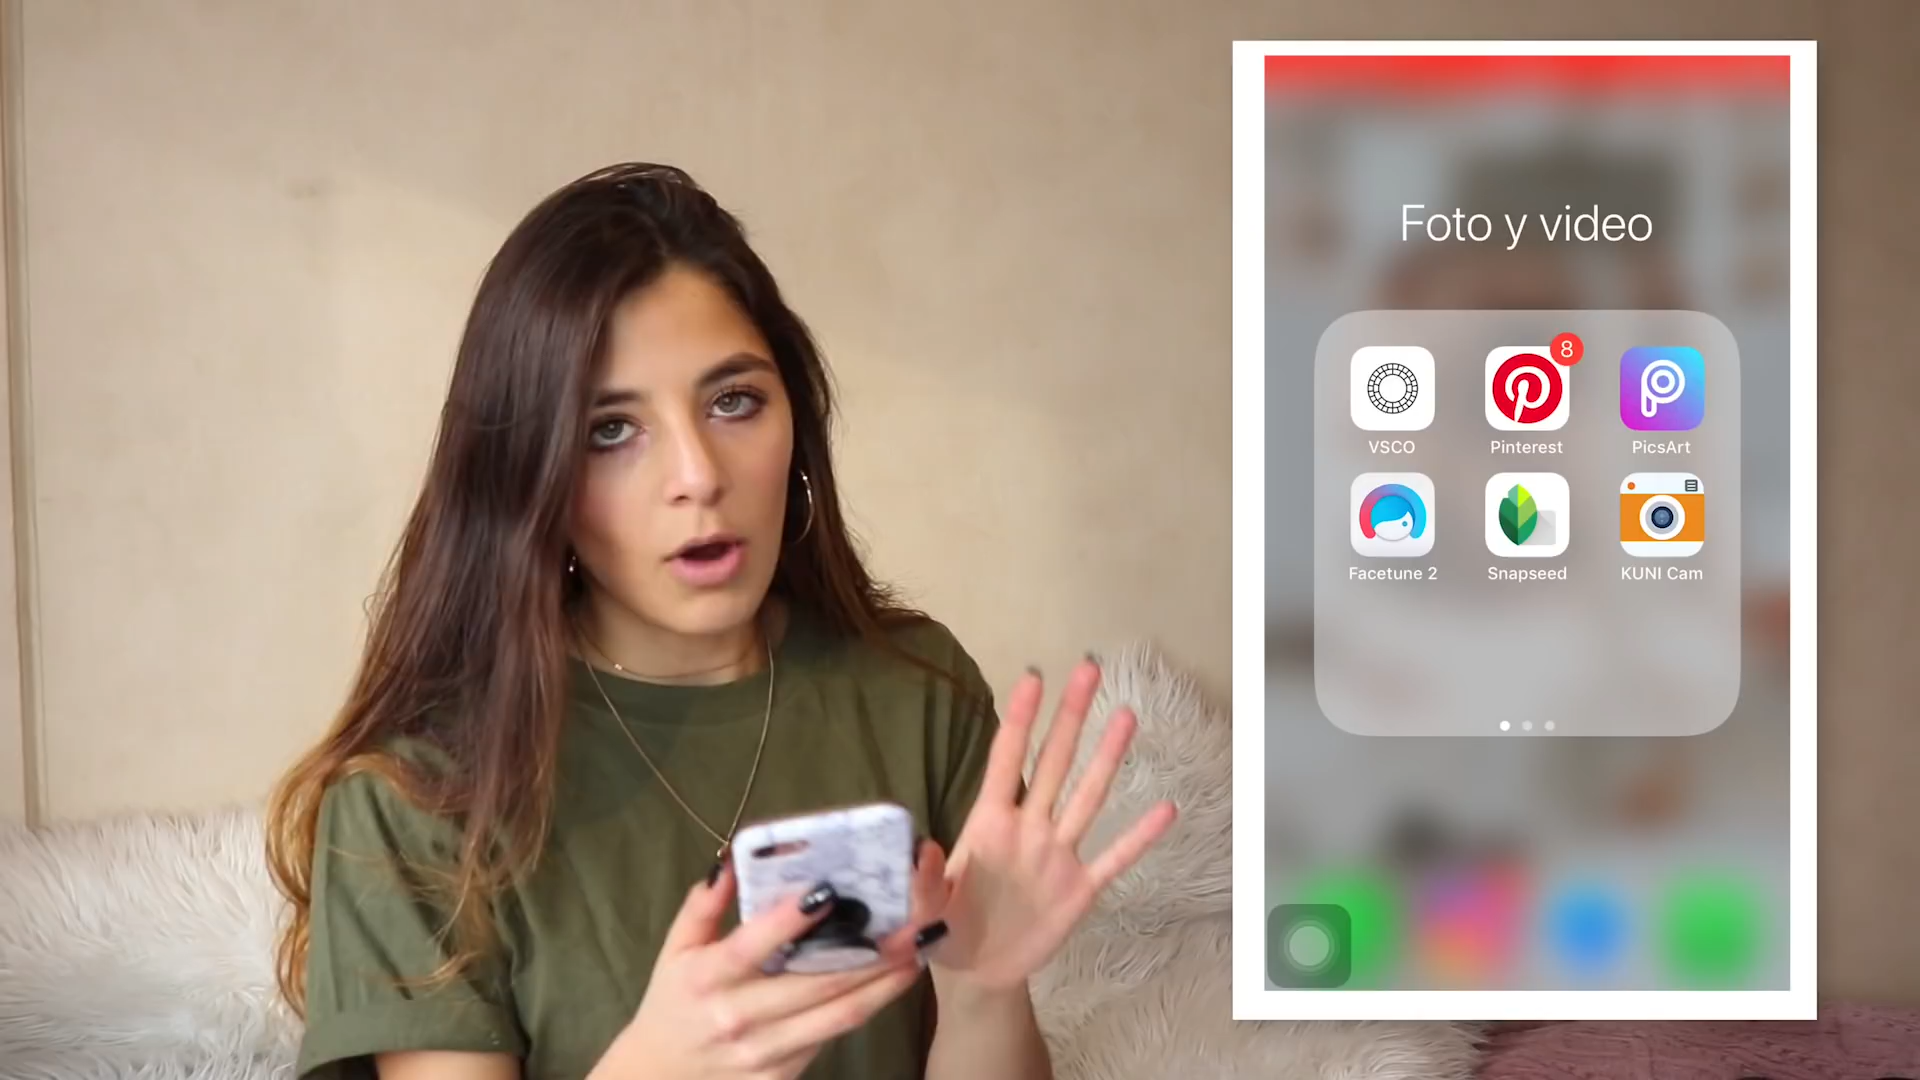 Foto y video
8
VSCO
Pinterest
PicsArt
Facetune 2
Snapseed
KUNI Cam